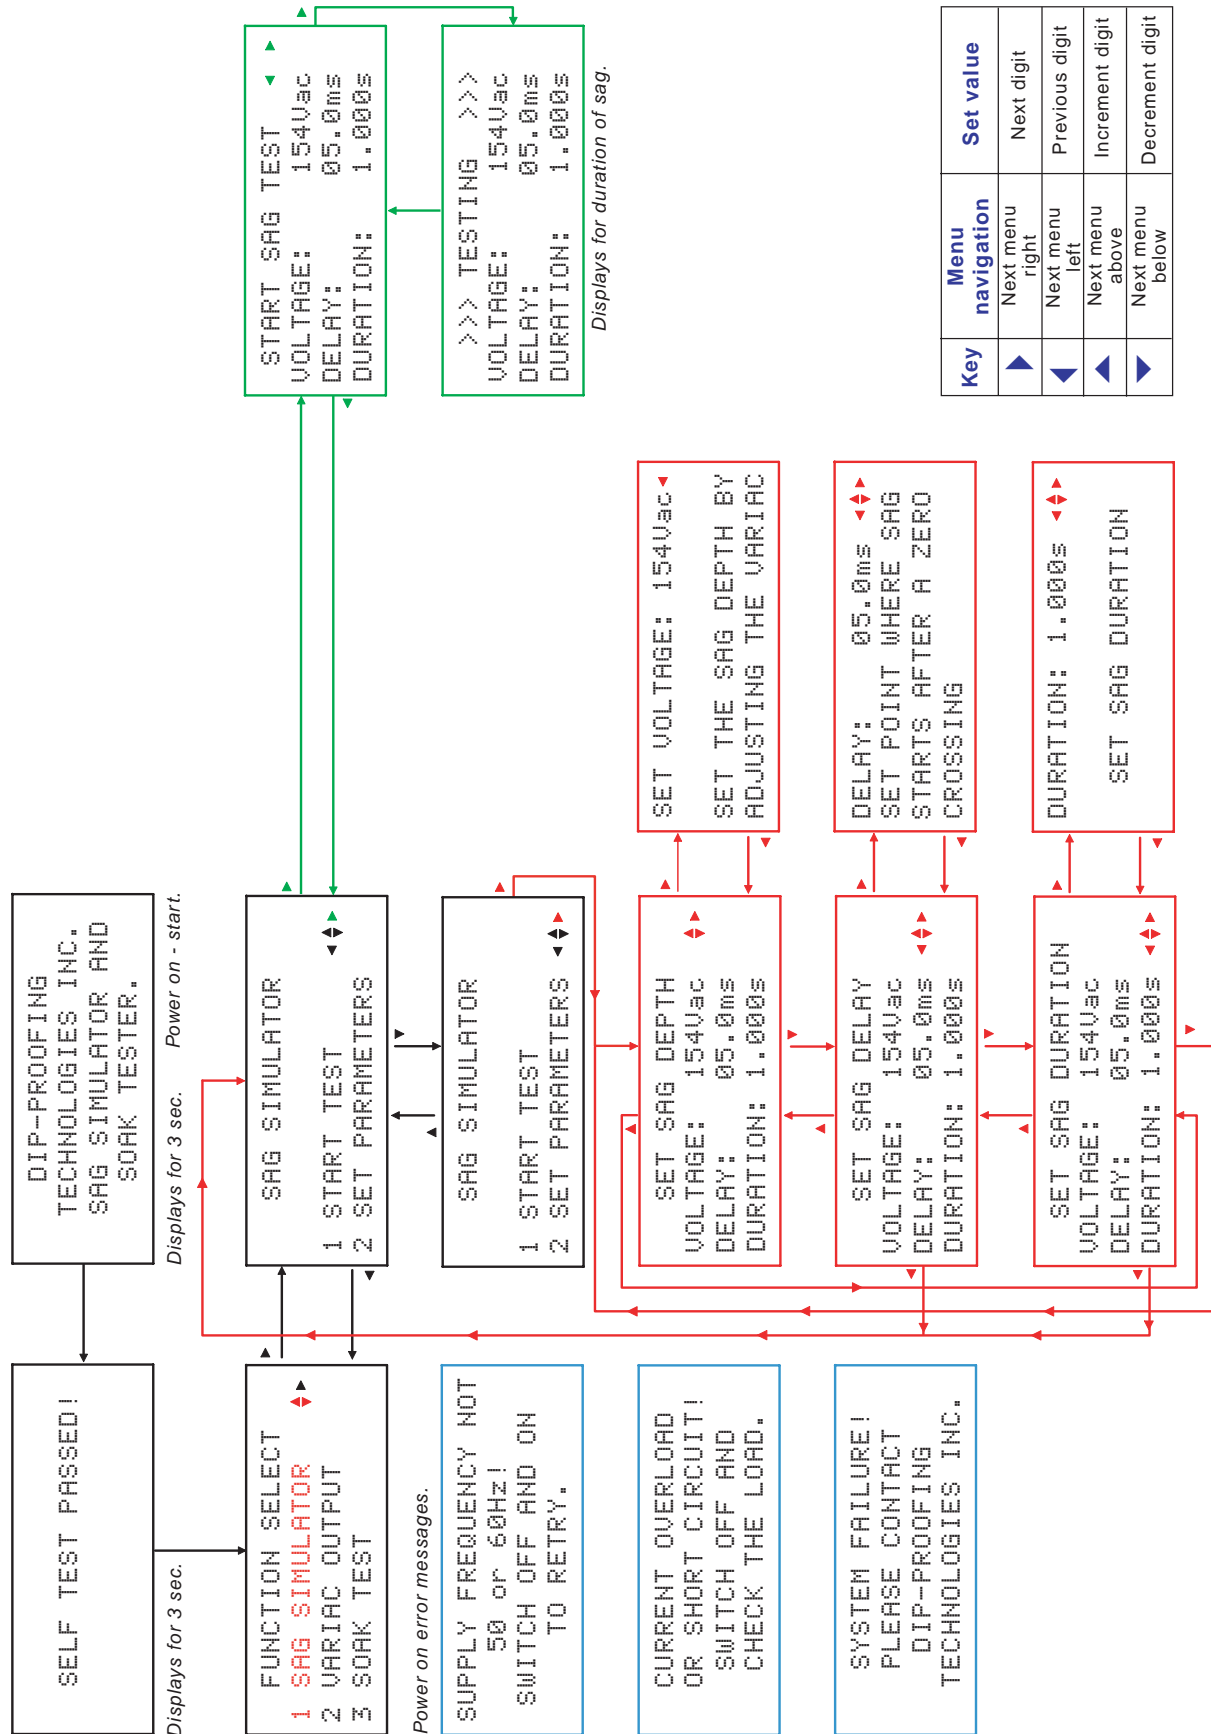 DIP-PROOFING
TECHNOLOGIES INC.
SAG SIMULATOR AND
SOAK TESTER.
Displays for 3 sec.
Power on - start.
SELF TEST PASSED!
Displays for 3 sec.
FUNCTION SELECT
1 SAG SIMULATOR
2 VARIAC OUTPUT
3 SOAK TEST
SAG SIMULATOR
1 START TEST
2 SET PARAMETERS
START SAG TEST
VOLTAGE: 154Vac
DELAY: 05.0ms
DURATION: 1.000s
>>> TESTING >>>
VOLTAGE: 154Vac
DELAY: 05.0ms
DURATION: 1.000s
Displays for duration of sag.
SAG SIMULATOR
1 START TEST
2 SET PARAMETERS
Power on error messages.
SUPPLY FREQUENCY NOT
50 or 60Hz!
SWITCH OFF AND ON
TO RETRY.
SET SAG DEPTH
VOLTAGE: 154Vac
DELAY: 05.0ms
DURATION: 1.000s
SET VOLTAGE: 154Vac
SET THE SAG DEPTH BY
ADJUSTING THE VARIAC
CURRENT OVERLOAD
OR SHORT CIRCUIT!
SWITCH OFF AND
CHECK THE LOAD.
SET SAG DELAY
VOLTAGE: 154Vac
DELAY: 05.0ms
DURATION: 1.000s
DELAY: 05.0ms
SET POINT WHERE SAG
STARTS AFTER A ZERO
CROSSING
SYSTEM FAILURE!
PLEASE CONTACT
DIP-PROOFING
TECHNOLOGIES INC.
SET SAG DURATION
VOLTAGE: 154Vac
DELAY: 05.0ms
DURATION: 1.000s
DURATION: 1.000s
SET SAG DURATION
Key
Menu
navigation
Set value
Next menu
right
Next digit
Next menu
left
Previous digit
Next menu
above
Increment digit
Next menu
below
Decrement digit